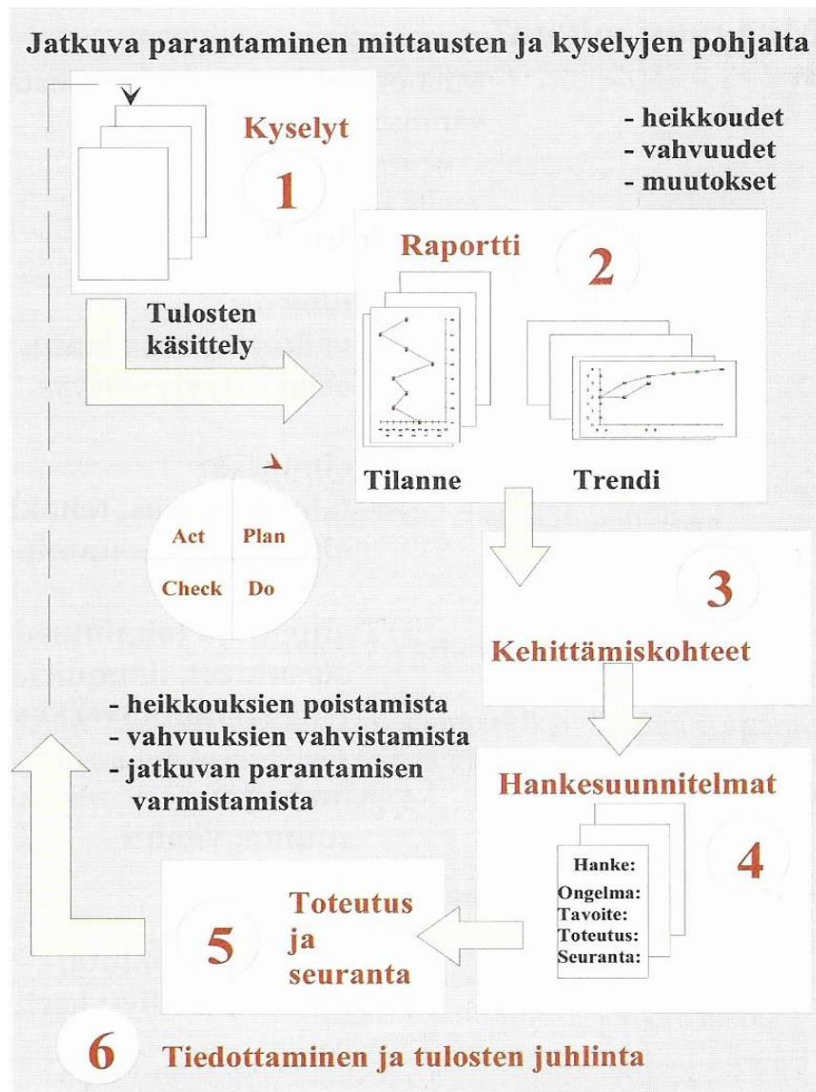 Jatkuva parantaminen mittausten ja kyselyjen pohjalta
Kyselyt
1
- heikkoudet
- vahvuudet
- muutokset
Tulosten
käsittely
Raportti
2
Tilanne
Trendi
Act
Plan
Check
Do
3
Kehittämiskohteet
- heikkouksien poistamista
- vahvuuksien vahvistamista
- jatkuvan parantamisen
varmistamista
Hankesuunnitelmat
4
Hanke:
Ongelma:
Tavoite:
Toteutus:
Seuranta:
5
Toteutus
ja
seuranta
6
Tiedottaminen ja tulosten juhlinta